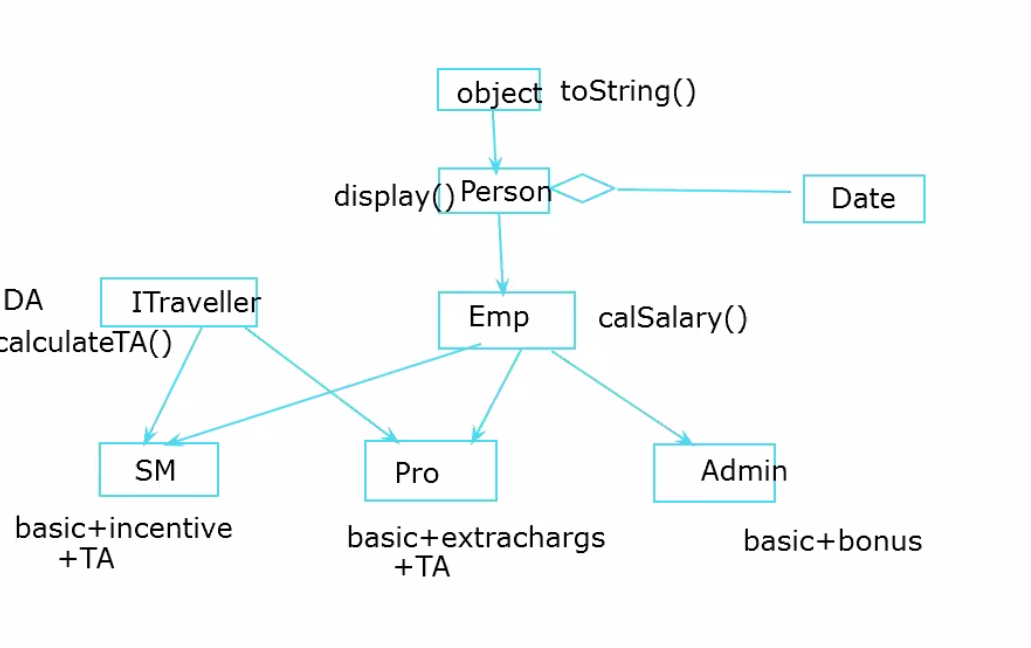 object toString()
display() Person
Date
DA
ITraveller
calculateTA()
Emp
calSalary()
SM
Pro
Admin
basic+incentive
+TA
basic+extrachargs
+TA
basic+bonus